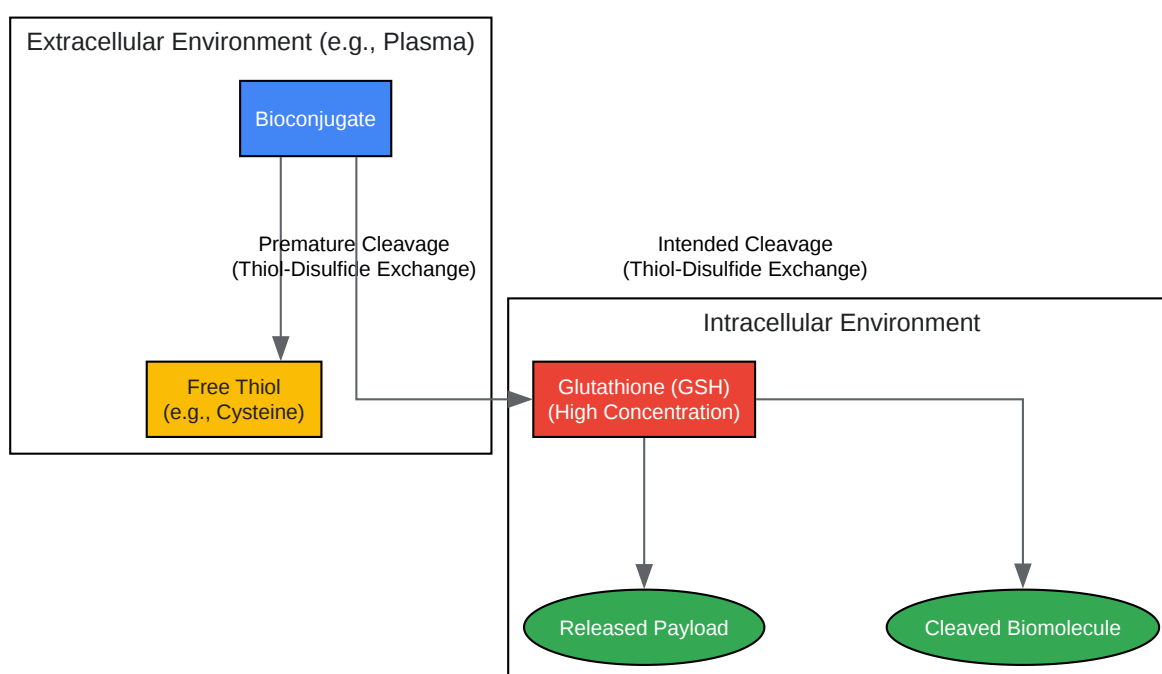 Extracellular Environment (e.g., Plasma)
Bioconjugate
Premature Cleavage
(Thiol-Disulfide Exchange)
Intended Cleavage
(Thiol-Disulfide Exchange)
Intracellular Environment
Free Thiol
(e.g., Cysteine)
Glutathione (GSH)
(High Concentration)
Released Payload
Cleaved Biomolecule